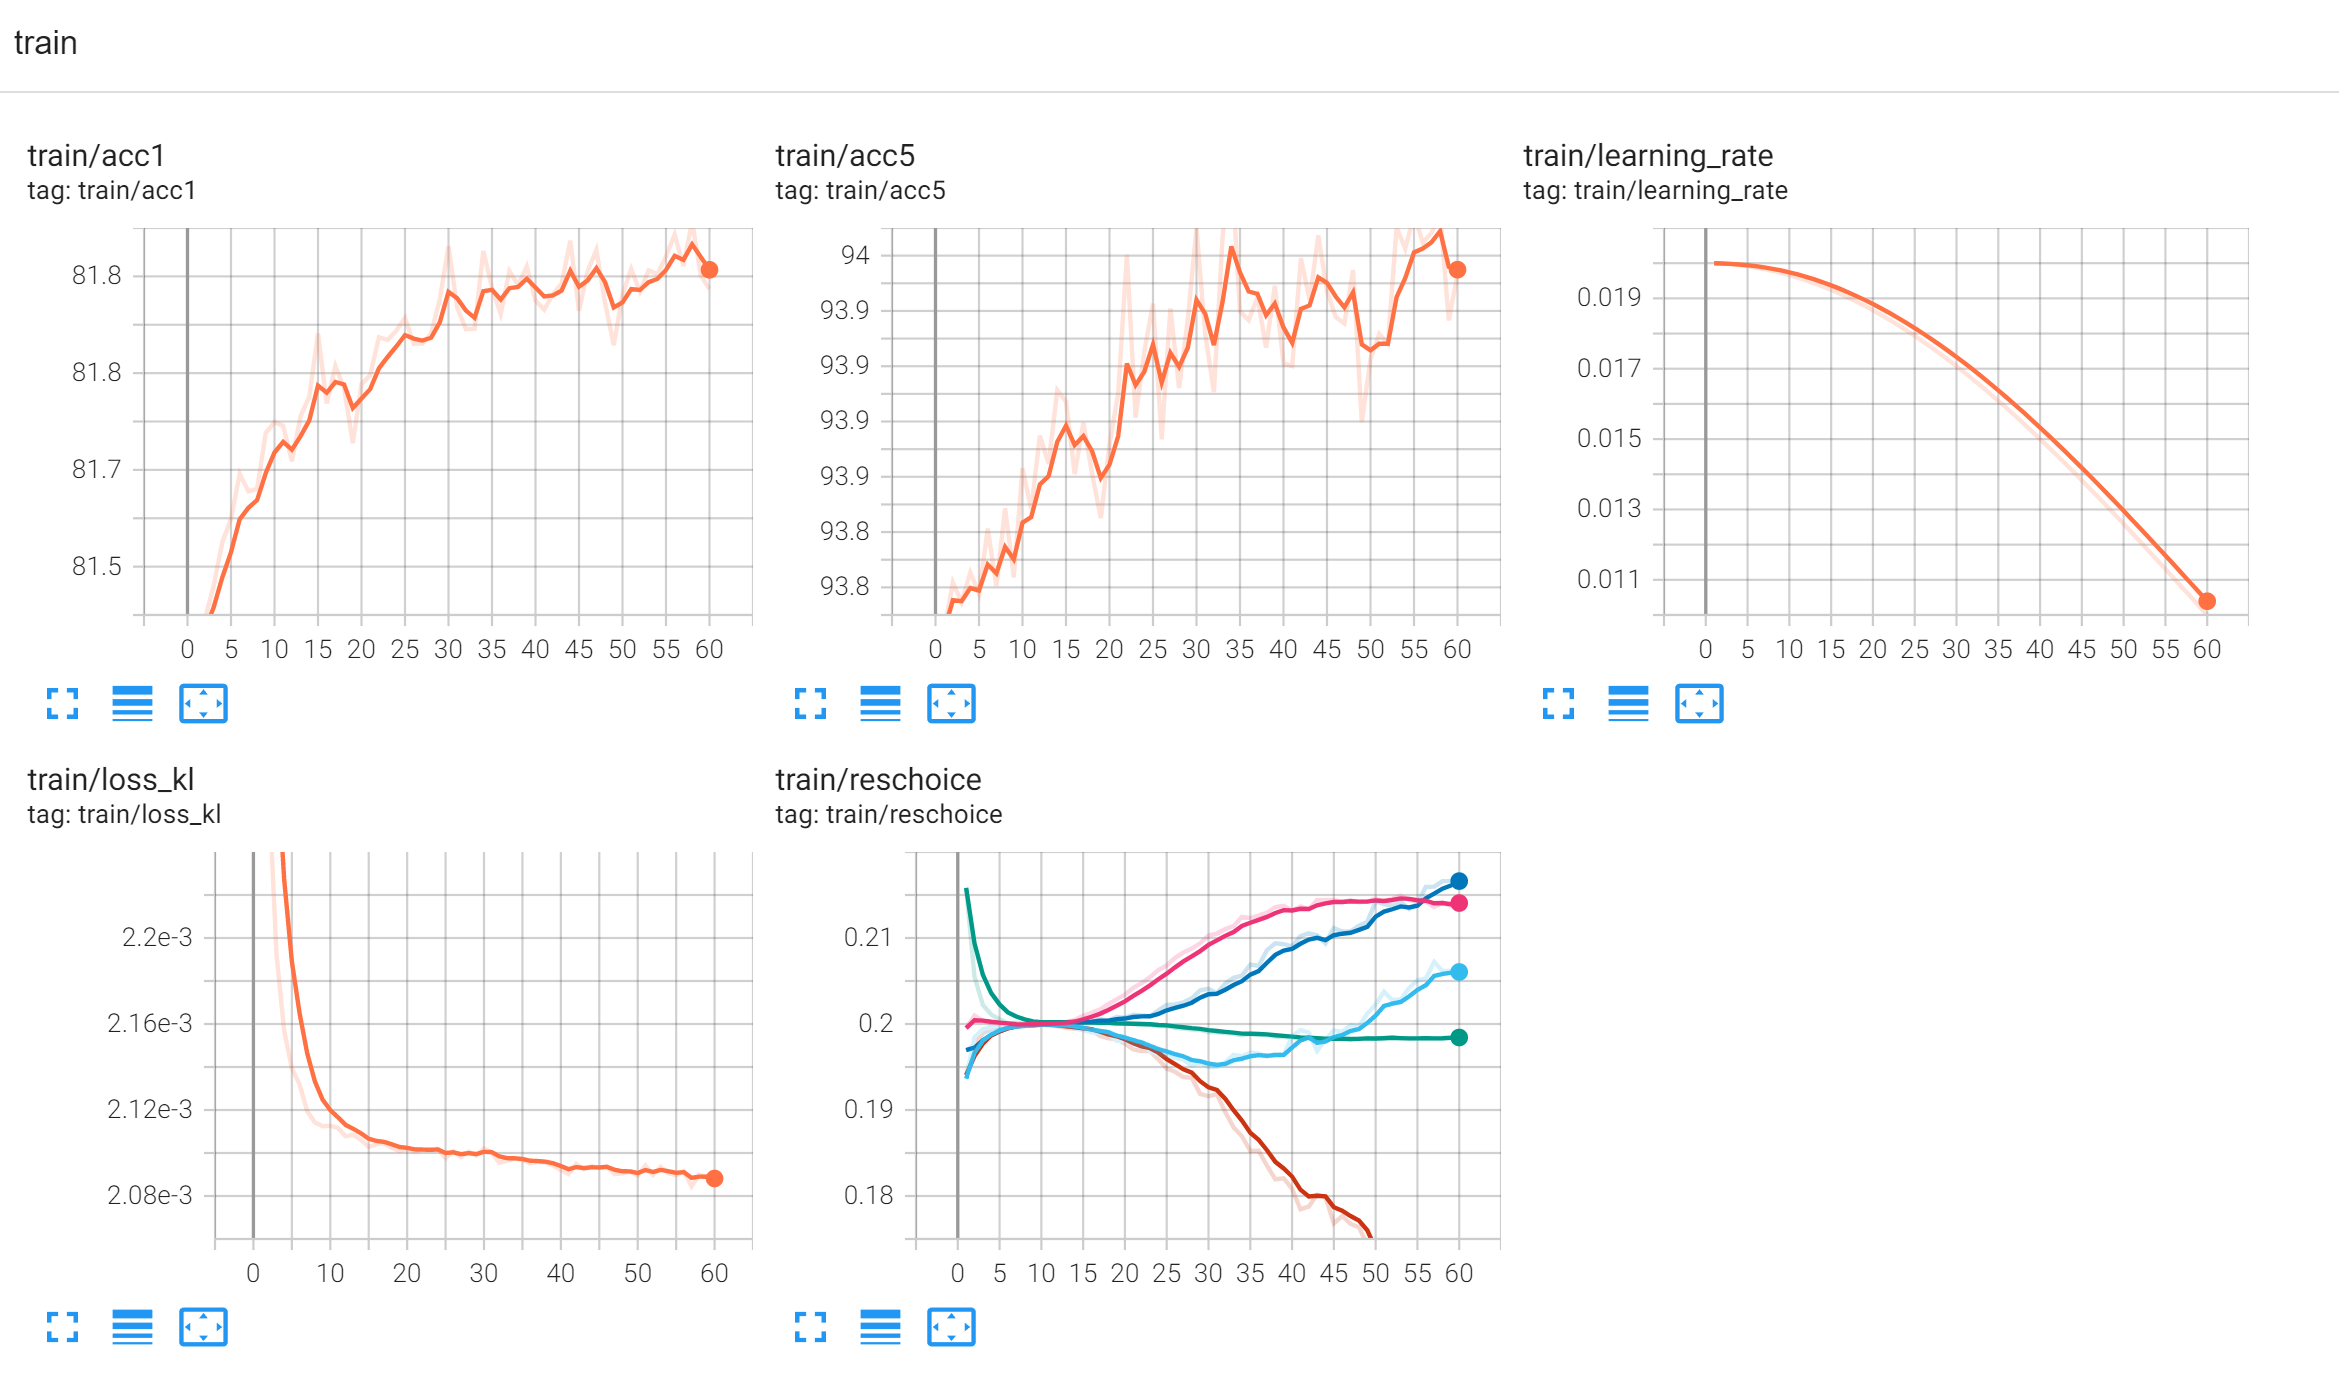 train
train/acc1
tag: train/acc1
81.8
81.8
81.7
81.5
0 5 10 15 20 25 30 35 40 45 50 55 60
train/acc5
tag: train/acc5
94
93.9
93.9
93.9
93.9
93.8
93.8
0 5 10 15 20 25 30 35 40 45 50 55 60
train/learning_rate
tag: train/learning_rate
0.019
0.017
0.015
0.013
0.011
0 5 10 15 20 25 30 35 40 45 50 55 60
train/loss_kl
tag: train/loss_kl
2.2e-3
2.16e-3
2.12e-3
2.08e-3
0 10 20 30 40 50 60
train/reschoice
tag: train/reschoice
0.21
0.2
0.19
0.18
0 5 10 15 20 25 30 35 40 45 50 55 60